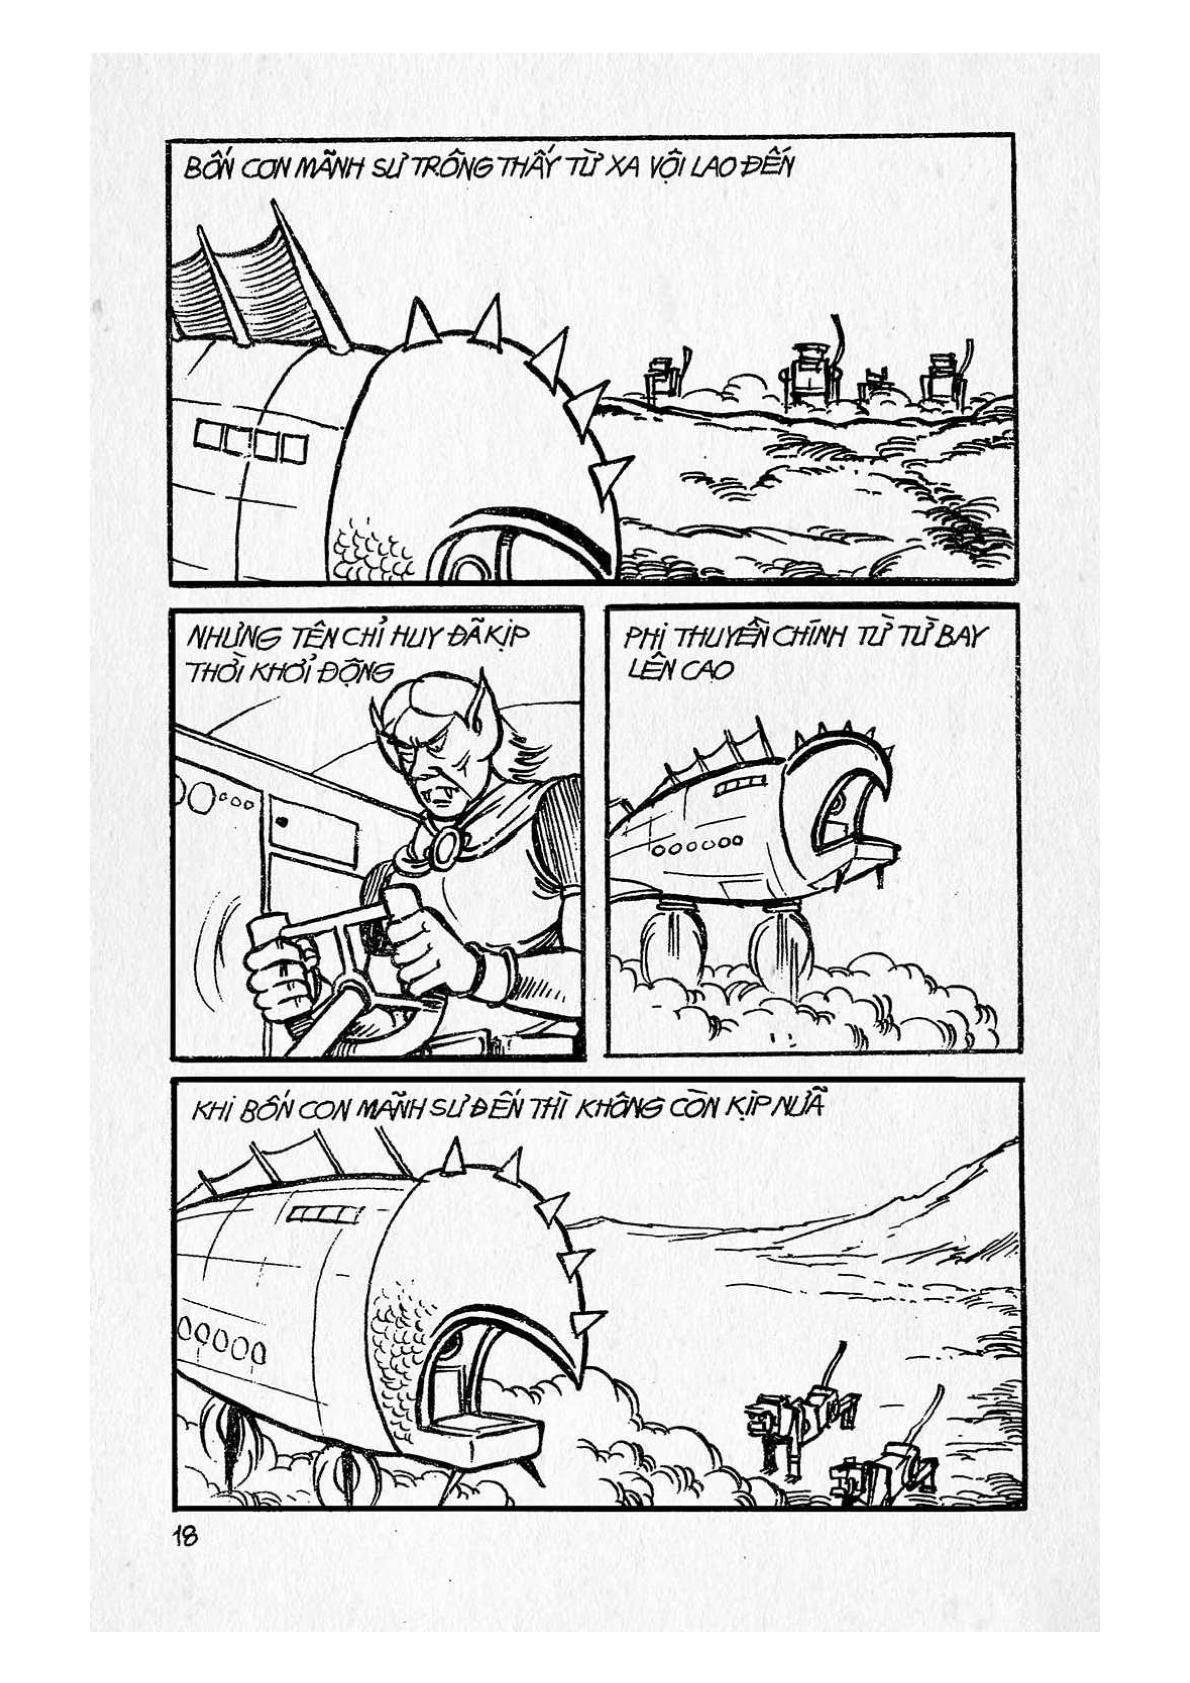 BỐN CON MÃNH SƯ TRÔNG THẤY TỪ XA VỘI LAO ĐẾN
NHƯNG TÊN CHỈ HUY ĐÃ KỊP
THỜI KHỞI ĐỘNG
PHI THUYỀN CHÍNH TỪ TỪ BAY
LÊN CAO
KHI BỐN CON MÃNH SƯ ĐẾN THÌ KHÔNG CÒN KỊP NỮA
18